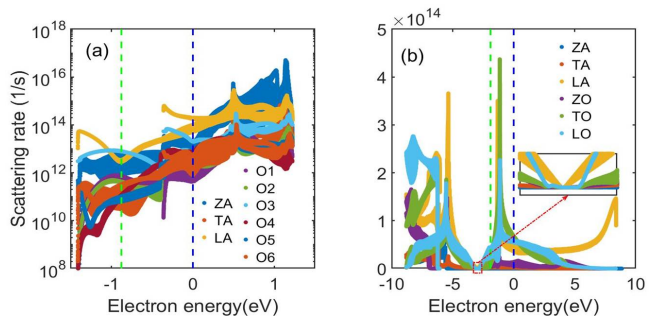 (a)
Scattering rate (1/s)
10^18
10^16
10^14
10^12
10^10
10^8
-1
0
1
Electron energy(eV)
ZA
TA
LA
O1
O2
O3
O4
O5
O6
5 × 10^14
(b)
4
3
2
1
0
-10
-5
0
5
10
Electron energy(eV)
ZA
TA
LA
ZO
TO
LO